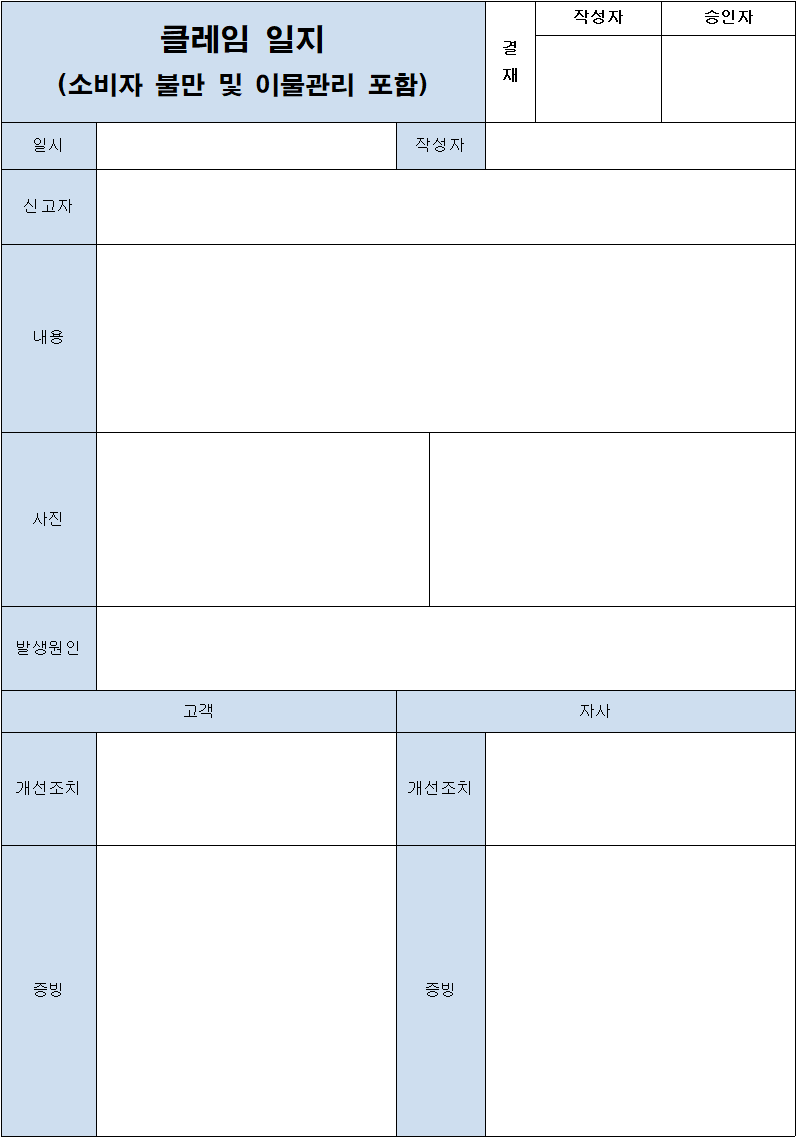 클레임 일지
(소비자 불만 및 이물관리 포함)
결
재
작성자
승인자
일시
작성자
신고자
내용
사진
발생원인
고객
자사
개선조치
개선조치
증빙
증빙